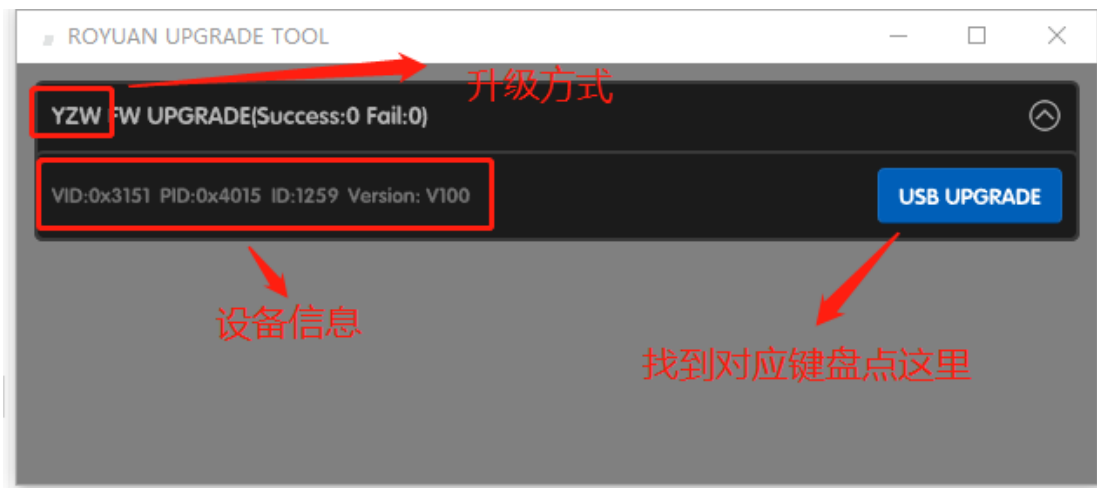 ROYUAN UPGRADE TOOL
升级方式
YZW FW UPGRADE(Success:0 Fail:0)
VID:0x3151 PID:0x4015 ID:1259 Version: V100
USB UPGRADE
设备信息
找到对应键盘点这里